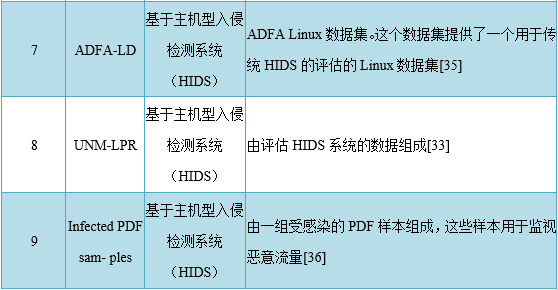 7
ADFA-LD
基于主机型入侵
检测系统
（HIDS）
ADFA Linux 数据集。这个数据集提供了一个用于传
统 HIDS 的评估的 Linux 数据集[35]
8
UNM-LPR
基于主机型入侵
检测系统
（HIDS）
由评估 HIDS 系统的数据组成[33]
9
Infected PDF
sam- ples
基于主机型入侵
检测系统
（HIDS）
由一组受感染的 PDF 样本组成，这些样本用于监视
恶意流量[36]